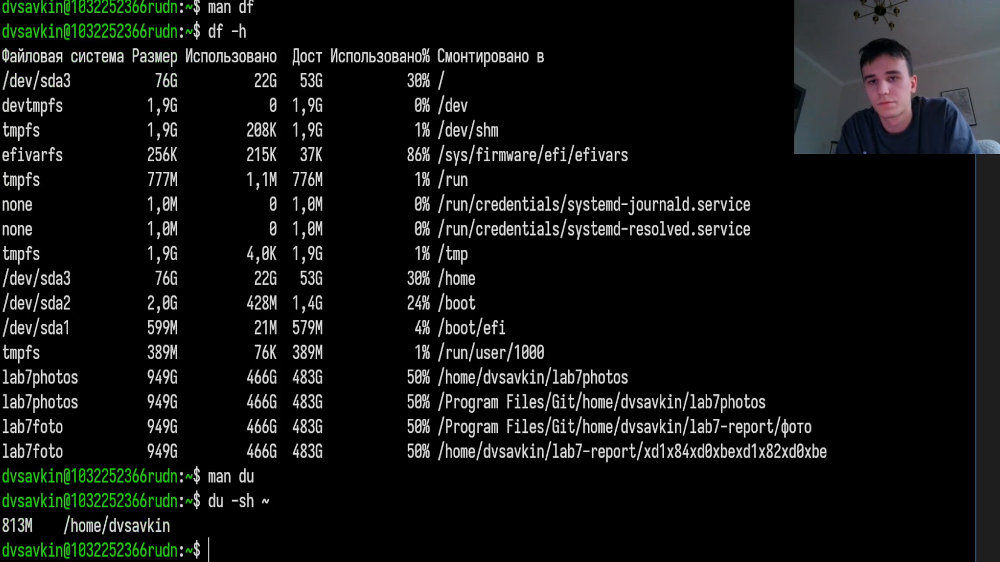 dvsavkin@1032252366rudn:~$ man df
dvsavkin@1032252366rudn:~$ df -h
Файловая система Размер Использовано Дост Использовано% Смонтировано в
/dev/sda3 76G 22G 53G 30% /
devtmpfs 1,9G 0 1,9G 0% /dev
tmpfs 1,9G 208K 1,9G 1% /dev/shm
efivarfs 256K 215K 37K 86% /sys/firmware/efi/efivars
tmpfs 777M 1,1M 776M 1% /run
none 1,0M 0 1,0M 0% /run/credentials/systemd-journald.service
none 1,0M 0 1,0M 0% /run/credentials/systemd-resolved.service
tmpfs 1,9G 4,0K 1,9G 1% /tmp
/dev/sda3 76G 22G 53G 30% /home
/dev/sda2 2,0G 428M 1,4G 24% /boot
/dev/sda1 599M 21M 579M 4% /boot/efi
tmpfs 389M 76K 389M 1% /run/user/1000
lab7photos 949G 466G 483G 50% /home/dvsavkin/lab7photos
lab7photos 949G 466G 483G 50% /Program Files/Git/home/dvsavkin/lab7photos
lab7foto 949G 466G 483G 50% /Program Files/Git/home/dvsavkin/lab7-report/фото
lab7foto 949G 466G 483G 50% /home/dvsavkin/lab7-report/xd1x84xd0xbexd1x82xd0xbe
dvsavkin@1032252366rudn:~$ man du
dvsavkin@1032252366rudn:~$ du -sh ~
813M /home/dvsavkin
dvsavkin@1032252366rudn:~$